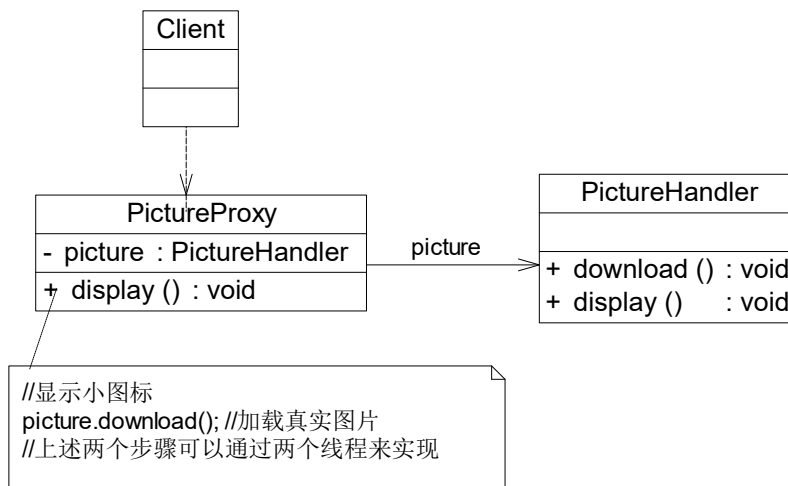 Client
PictureProxy
- picture : PictureHandler
+ display () : void
picture
PictureHandler
+ download () : void
+ display () : void
//显示小图标
picture.download(); //加载真实图片
//上述两个步骤可以通过两个线程来实现